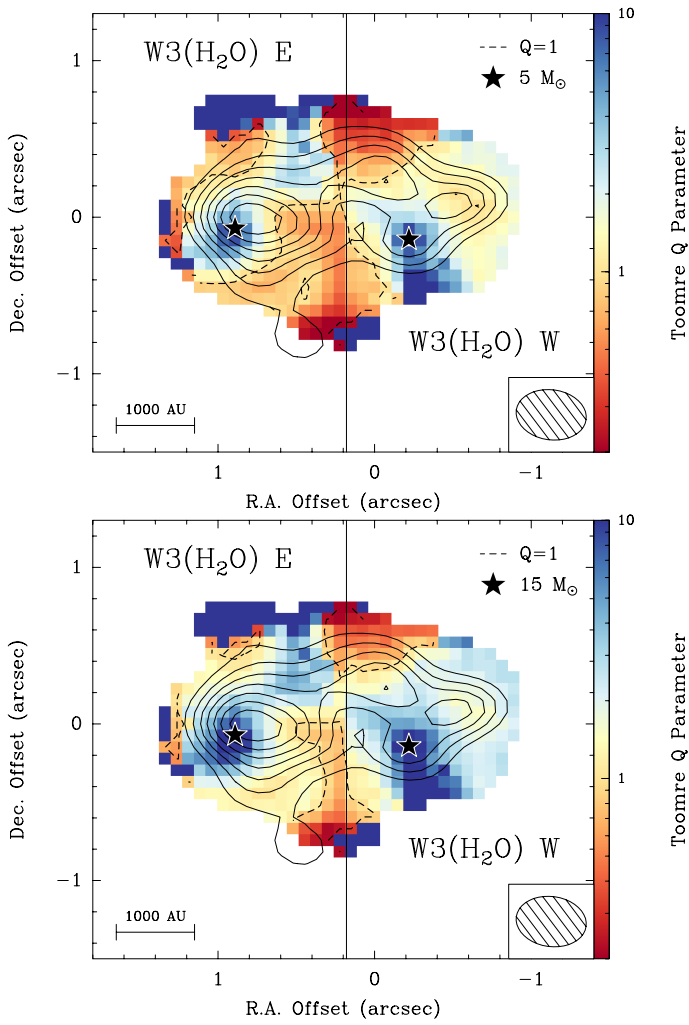 W3(H₂O) E
Q=1
5 M⊙
W3(H₂O) W
1000 AU
10
1
1
0
−1
1
0
−1
Dec. Offset (arcsec)
R.A. Offset (arcsec)
Toomre Q Parameter
W3(H₂O) E
Q=1
15 M⊙
W3(H₂O) W
1000 AU
10
1
1
0
−1
1
0
−1
Dec. Offset (arcsec)
R.A. Offset (arcsec)
Toomre Q Parameter